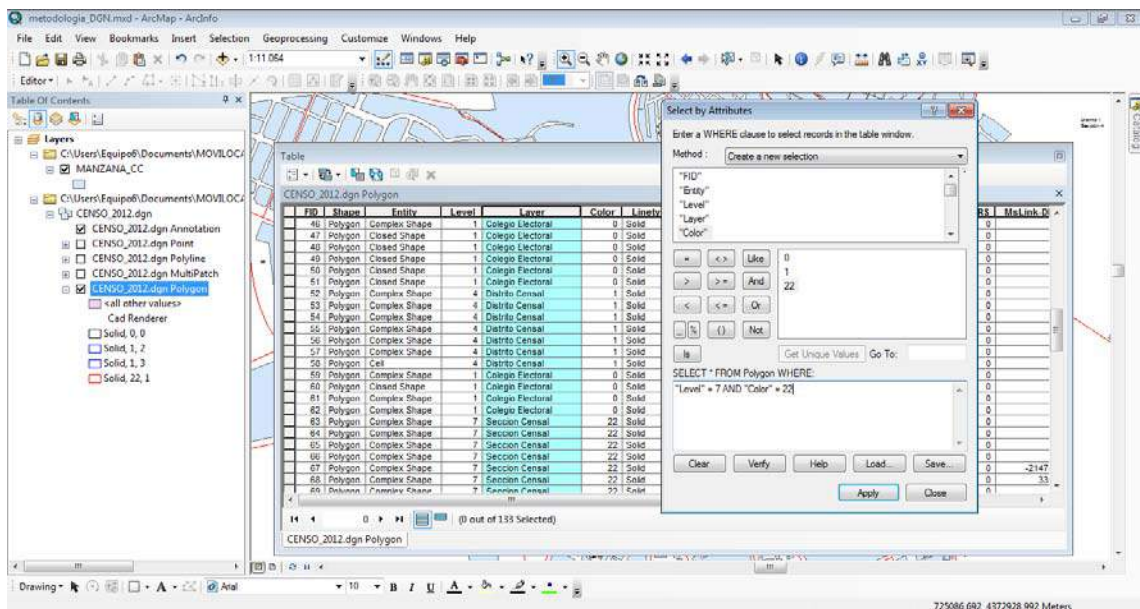 metodologia_DGN.mxd - ArcMap - ArcInfo
File Edit View Bookmarks Insert Selection Geoprocessing Customize Windows Help
1:11.064
Editor
Table Of Contents
Layers
C:\Users\Equipo6\Documents\MOVILOCA
MANZANA_CC
C:\Users\Equipo6\Documents\MOVILOCA
CENSO_2012.dgn
CENSO_2012.dgn Annotation
CENSO_2012.dgn Point
CENSO_2012.dgn Polyline
CENSO_2012.dgn MultiPatch
CENSO_2012.dgn Polygon
<all other values>
Cad Renderer
Solid, 0, 0
Solid, 1, 2
Solid, 1, 3
Solid, 22, 1
Table
CENSO_2012.dgn Polygon
FID Shape Entity Level Layer Color Linety
46 Polygon Complex Shape 1 Colegio Electoral 0 Solid
47 Polygon Closed Shape 1 Colegio Electoral 0 Solid
48 Polygon Closed Shape 1 Colegio Electoral 0 Solid
49 Polygon Complex Shape 1 Colegio Electoral 0 Solid
50 Polygon Closed Shape 1 Colegio Electoral 0 Solid
51 Polygon Closed Shape 1 Colegio Electoral 0 Solid
52 Polygon Complex Shape 4 Distrito Censal 1 Solid
53 Polygon Complex Shape 4 Distrito Censal 1 Solid
54 Polygon Complex Shape 4 Distrito Censal 1 Solid
55 Polygon Complex Shape 4 Distrito Censal 1 Solid
56 Polygon Complex Shape 4 Distrito Censal 1 Solid
57 Polygon Complex Shape 4 Distrito Censal 1 Solid
58 Polygon Cell 4 Distrito Censal 1 Solid
59 Polygon Complex Shape 1 Colegio Electoral 0 Solid
60 Polygon Closed Shape 1 Colegio Electoral 0 Solid
61 Polygon Complex Shape 1 Colegio Electoral 0 Solid
62 Polygon Complex Shape 1 Colegio Electoral 0 Solid
63 Polygon Complex Shape 7 Seccion Censal 22 Solid
64 Polygon Complex Shape 7 Seccion Censal 22 Solid
65 Polygon Complex Shape 7 Seccion Censal 22 Solid
66 Polygon Complex Shape 7 Seccion Censal 22 Solid
67 Polygon Complex Shape 7 Seccion Censal 22 Solid 0 -2147
68 Polygon Complex Shape 7 Seccion Censal 22 Solid 0 33
69 Polygon Complex Shape 7 Seccion Censal 22 Solid 0
0 (0 out of 133 Selected)
CENSO_2012.dgn Polygon
RS MsLink_D
Select by Attributes
Enter a WHERE clause to select records in the table window.
Method : Create a new selection
"FID"
"Entity"
"Level"
"Layer"
"Color"
= < > Like
> > = And
< < = Or
_ % ( ) Not
Is
0
1
22
Get Unique Values Go To:
SELECT * FROM Polygon WHERE:
"Level" = 7 AND "Color" = 22
Clear Verify Help Load... Save...
Apply Close
Catalog
Drawing Arial 10 B I U A
725086,692 4372928,992 Meters